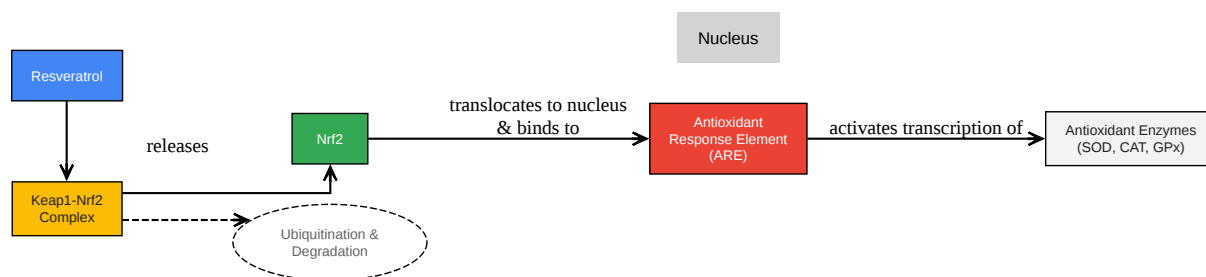 Nucleus
Resveratrol
releases
Keap1-Nrf2
Complex
Nrf2
Ubiquitination &
Degradation
translocates to nucleus
& binds to
Antioxidant
Response Element
(ARE)
activates transcription of
Antioxidant Enzymes
(SOD, CAT, GPx)